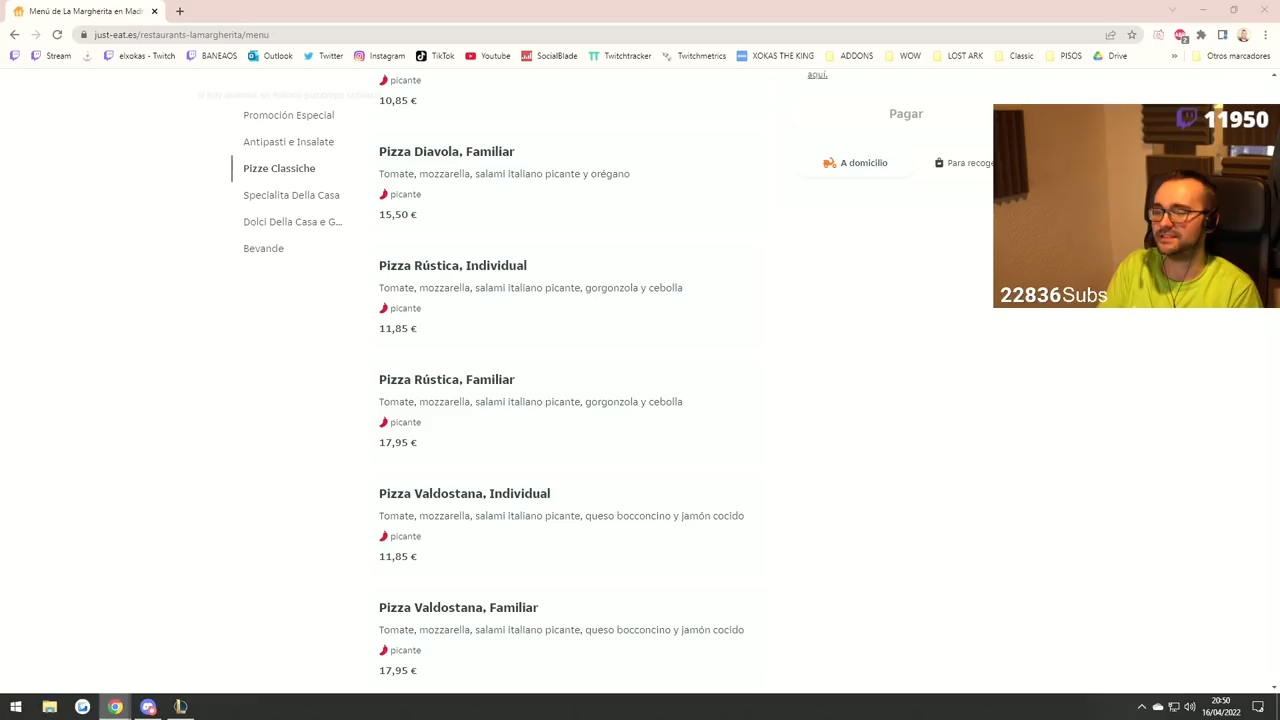 Menú de La Margherita en Madr
just-eat.es/restaurants-lamargherita/menu
Stream
elxokas - Twitch
BANEAOS
Outlook
Twitter
Instagram
TikTok
Youtube
SocialBlade
Twitchtracker
Twitchmetrics
XOKAS THE KING
ADDONS
WOW
LOST ARK
Classic
PISOS
Drive
»
Otros marcadores
Promoción Especial
Antipasti e Insalate
Pizze Classiche
Specialita Della Casa
Dolci Della Casa e G...
Bevande
picante
10,85 €
Pizza Diavola, Familiar
Tomate, mozzarella, salami italiano picante y orégano
picante
15,50 €
Pizza Rústica, Individual
Tomate, mozzarella, salami italiano picante, gorgonzola y cebolla
picante
11,85 €
Pizza Rústica, Familiar
Tomate, mozzarella, salami italiano picante, gorgonzola y cebolla
picante
17,95 €
Pizza Valdostana, Individual
Tomate, mozzarella, salami italiano picante, queso bocconcino y jamón cocido
picante
11,85 €
Pizza Valdostana, Familiar
Tomate, mozzarella, salami italiano picante, queso bocconcino y jamón cocido
picante
17,95 €
aquí.
Pagar
A domicilio
Para recoge
11950
22836Subs
20:50
16/04/2022